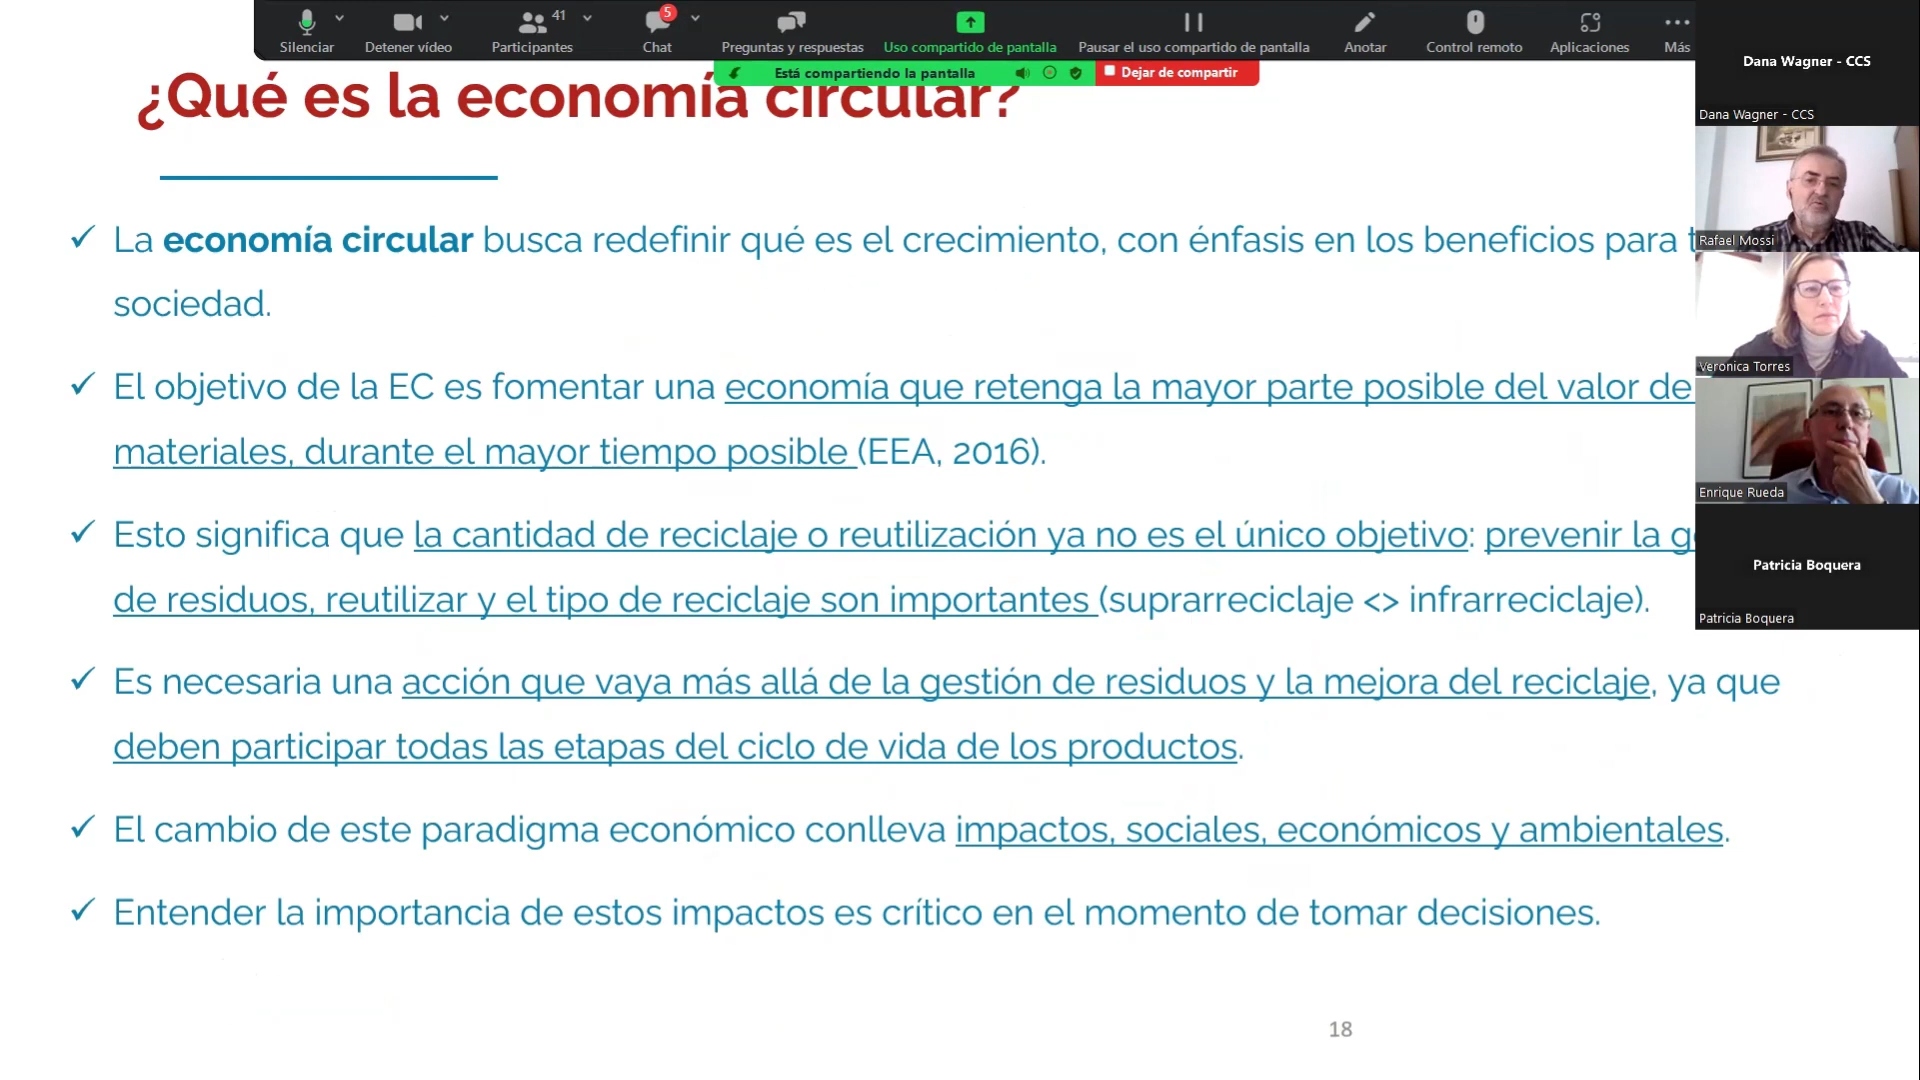 Silenciar
Detener vídeo
41
Participantes
5
Chat
Preguntas y respuestas
Uso compartido de pantalla
Pausar el uso compartido de pantalla
Anotar
Control remoto
Aplicaciones
Más
Está compartiendo la pantalla
Dejar de compartir
¿Qué es la economía circular?
La economía circular busca redefinir qué es el crecimiento, con énfasis en los beneficios para
sociedad.
El objetivo de la EC es fomentar una economía que retenga la mayor parte posible del valor de
materiales, durante el mayor tiempo posible (EEA, 2016).
Esto significa que la cantidad de reciclaje o reutilización ya no es el único objetivo: prevenir la
de residuos, reutilizar y el tipo de reciclaje son importantes (suprarreciclaje <> infrarreciclaje).
Es necesaria una acción que vaya más allá de la gestión de residuos y la mejora del reciclaje, ya que
deben participar todas las etapas del ciclo de vida de los productos.
El cambio de este paradigma económico conlleva impactos, sociales, económicos y ambientales.
Entender la importancia de estos impactos es crítico en el momento de tomar decisiones.
18
Dana Wagner - CCS
Dana Wagner - CCS
Rafael Mossi
Veronica Torres
Enrique Rueda
Patricia Boquera
Patricia Boquera